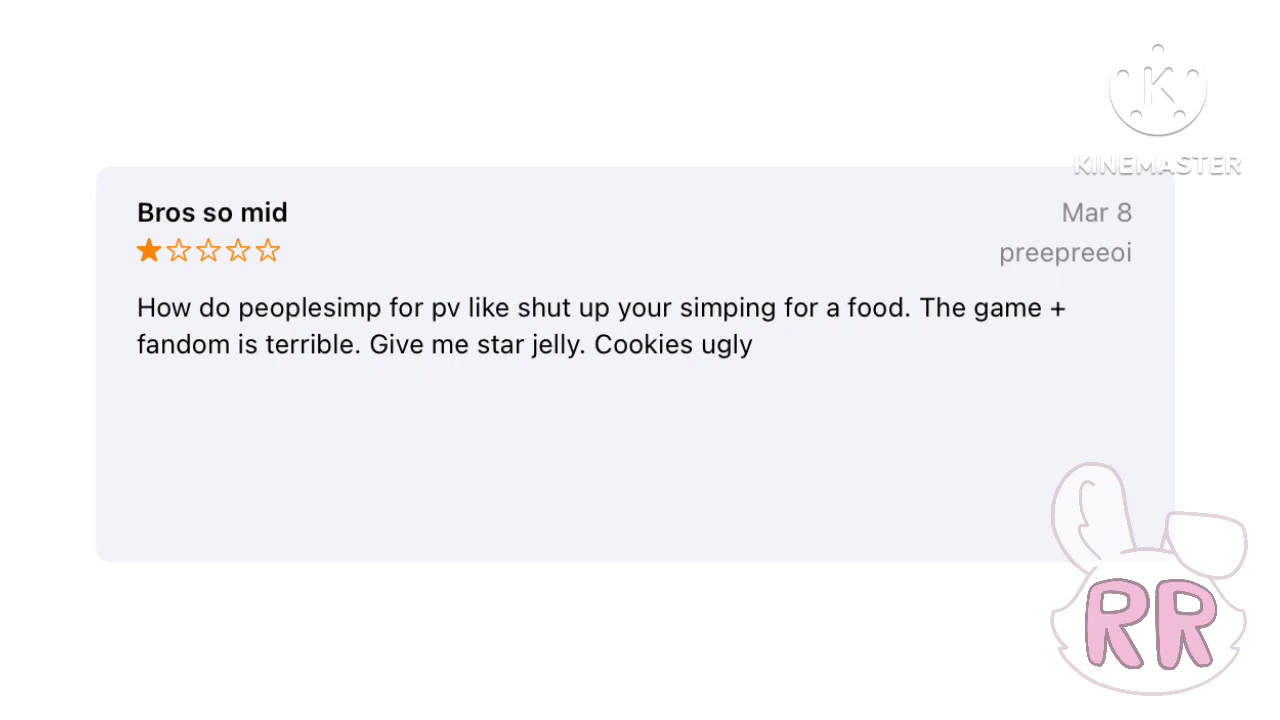 KINEMASTER
Bros so mid
Mar 8
preepreeoi
How do peoplesimp for pv like shut up your simping for a food. The game +
fandom is terrible. Give me star jelly. Cookies ugly
RR